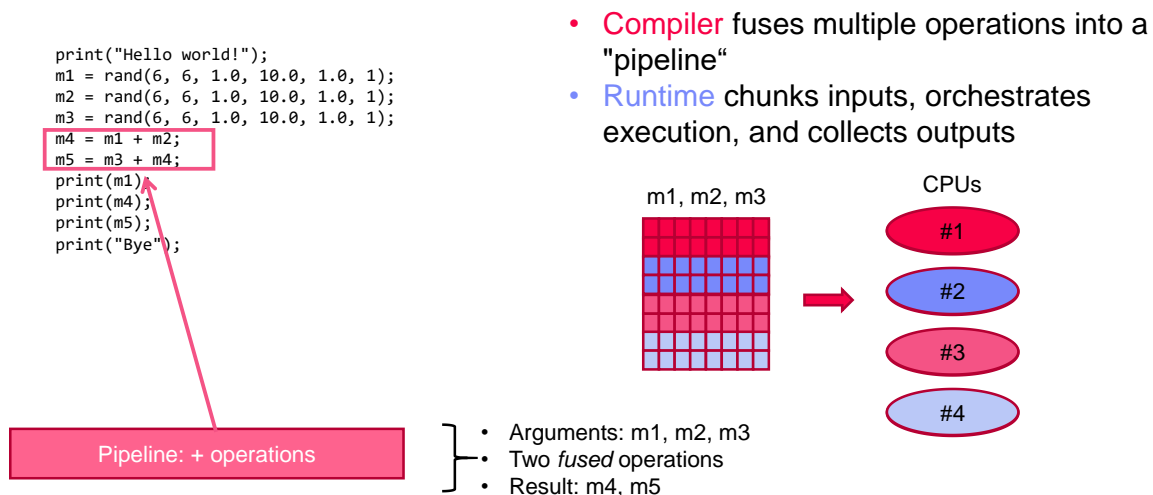 print("Hello world!");
m1 = rand(6, 6, 1.0, 10.0, 1.0, 1);
m2 = rand(6, 6, 1.0, 10.0, 1.0, 1);
m3 = rand(6, 6, 1.0, 10.0, 1.0, 1);
m4 = m1 + m2;
m5 = m3 + m4;
print(m1);
print(m4);
print(m5);
print("Bye");
• Compiler fuses multiple operations into a
"pipeline“
• Runtime chunks inputs, orchestrates
execution, and collects outputs
m1, m2, m3
CPUs
#1
#2
#3
#4
Pipeline: + operations
• Arguments: m1, m2, m3
• Two fused operations
• Result: m4, m5